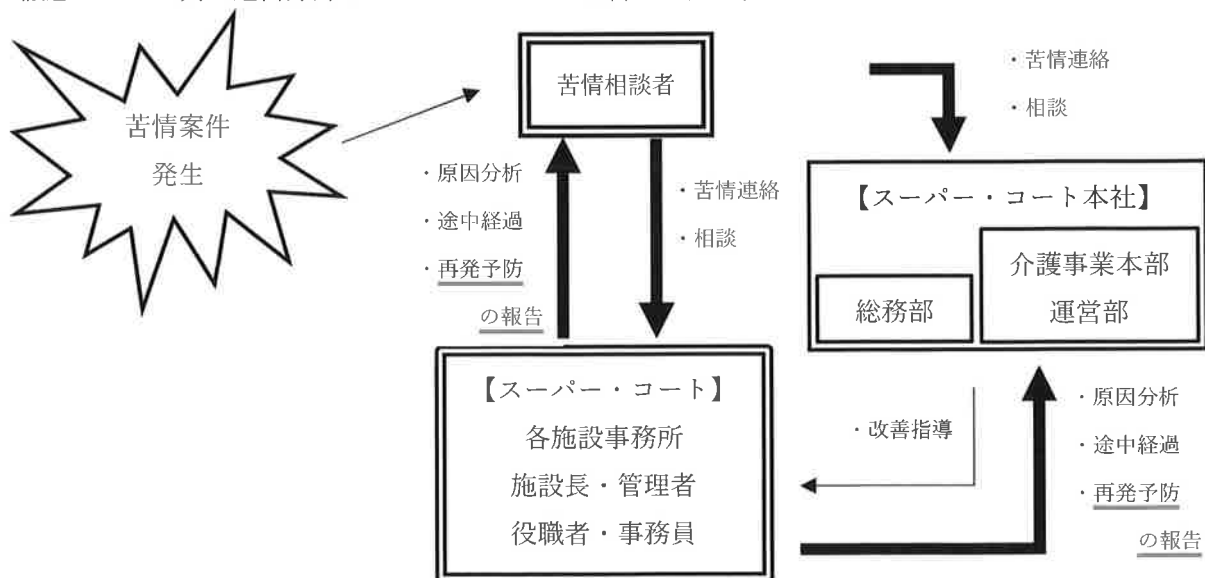 苦情案件
発生
苦情相談者
・苦情連絡
・相談
・原因分析
・途中経過
・再発予防
の報告
・苦情連絡
・相談
【スーパー・コート本社】
総務部
介護事業本部
運営部
【スーパー・コート】
各施設事務所
施設長・管理者
役職者・事務員
・改善指導
・原因分析
・途中経過
・再発予防
の報告